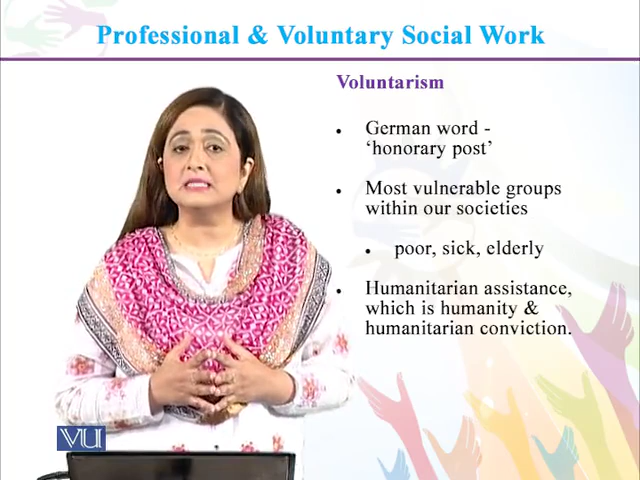 Professional & Voluntary Social Work
Voluntarism
• German word -
‘honorary post’
• Most vulnerable groups
within our societies
• poor, sick, elderly
• Humanitarian assistance,
which is humanity &
humanitarian conviction.
VU